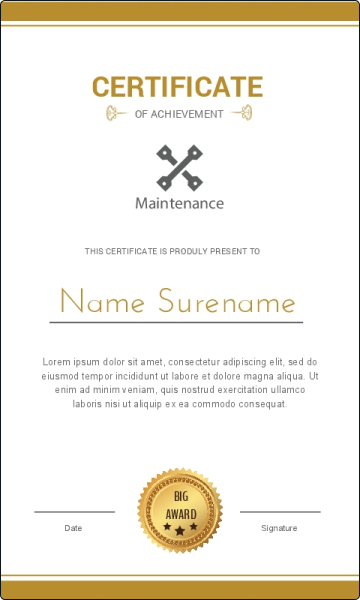 CERTIFICATE
OF ACHIEVEMENT
Maintenance
THIS CERTIFICATE IS PRODULY PRESENT TO
Name Surename
Lorem ipsum dolor sit amet, consectetur adipiscing elit, sed do
eiusmod tempor incididunt ut labore et dolore magna aliqua. Ut
enim ad minim veniam, quis nostrud exercitation ullamco
laboris nisi ut aliquip ex ea commodo consequat.
BIG
AWARD
Date
Signature